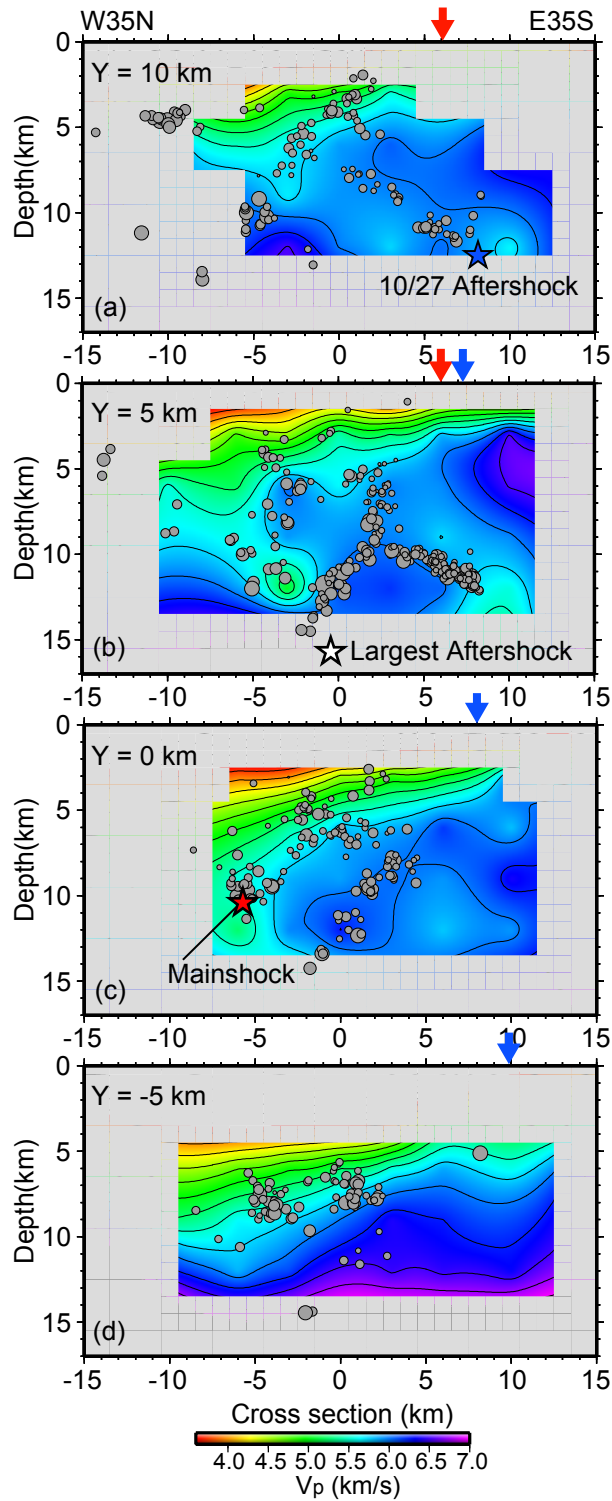 W35N E35S
0
5
10
15
Depth(km)
Y = 10 km
(a)
10/27 Aftershock
-15 -10 -5 0 5 10 15
0
5
10
15
Depth(km)
Y = 5 km
(b)
Largest Aftershock
-15 -10 -5 0 5 10 15
0
5
10
15
Depth(km)
Y = 0 km
Mainshock
(c)
-15 -10 -5 0 5 10 15
0
5
10
15
Depth(km)
Y = -5 km
(d)
-15 -10 -5 0 5 10 15
Cross section (km)
4.0 4.5 5.0 5.5 6.0 6.5 7.0
Vp (km/s)